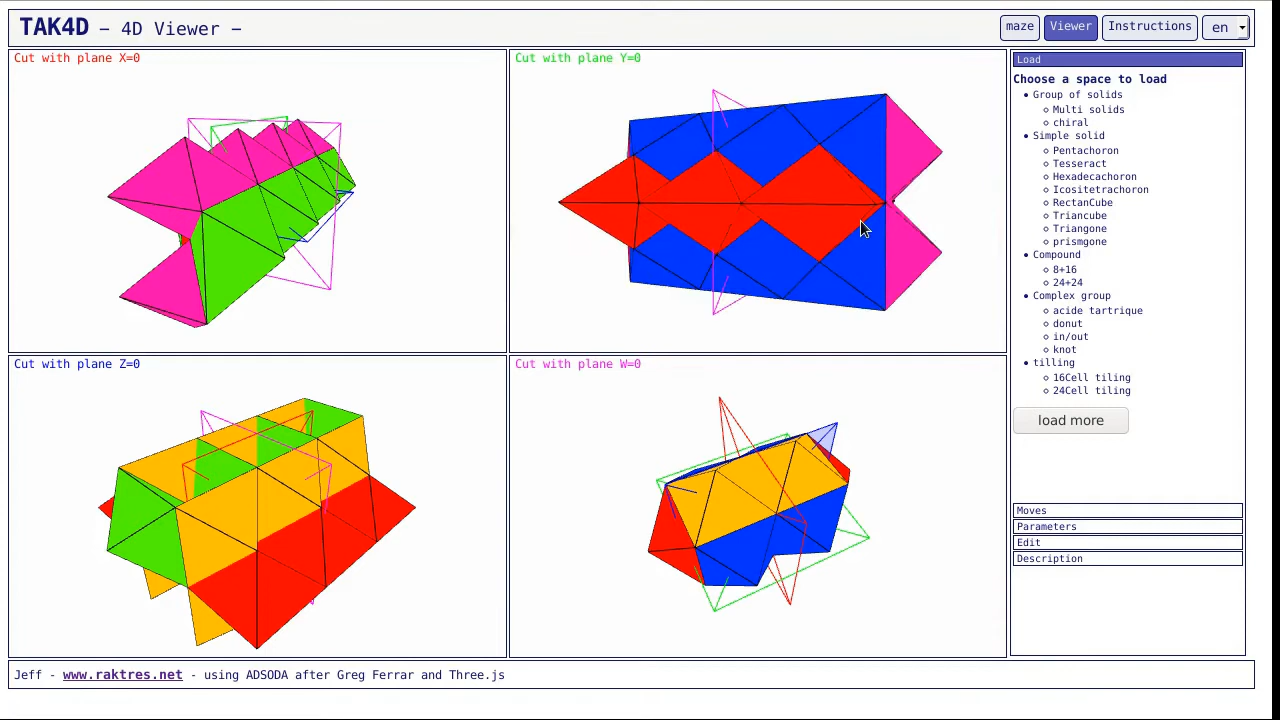 TAK4D – 4D Viewer –
maze Viewer Instructions en
Cut with plane X=0
Cut with plane Y=0
Cut with plane Z=0
Cut with plane W=0
Load
Choose a space to load
Group of solids
Multi solids
chiral
Simple solid
Pentachoron
Tesseract
Hexadecachoron
Icositetrachoron
RectanCube
Triancube
Triangone
prismgone
Compound
8+16
24+24
Complex group
acide tartrique
donut
in/out
knot
tilling
16Cell tiling
24Cell tiling
load more
Moves
Parameters
Edit
Description
Jeff - www.raktres.net - using ADSODA after Greg Ferrar and Three.js